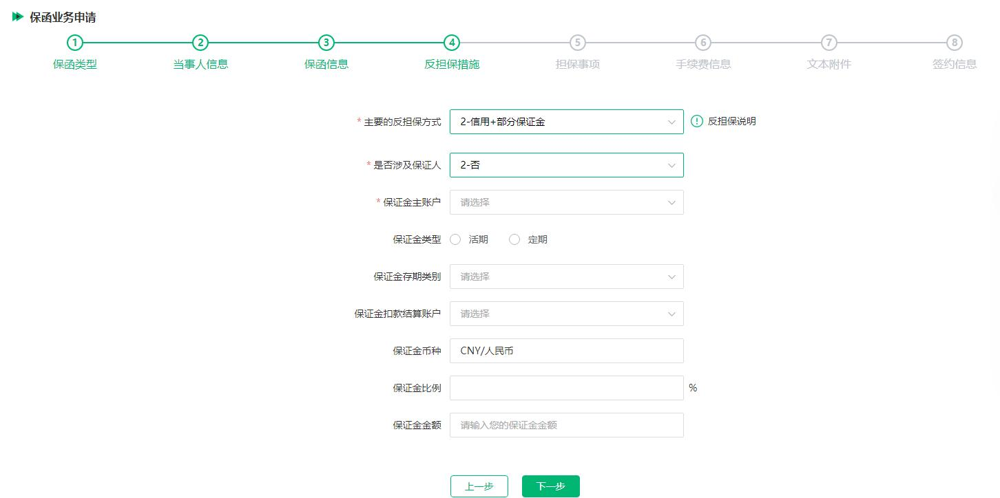 保函业务申请
1 2 3 4 5 6 7 8
保函类型 当事人信息 保函信息 反担保措施 担保事项 手续费信息 文本附件 签约信息
* 主要的反担保方式 2-信用+部分保证金 反担保说明
* 是否涉及保证人 2-否
* 保证金主账户 请选择
保证金类型 活期 定期
保证金存期类别 请选择
保证金扣款结算账户 请选择
保证金币种 CNY/人民币
保证金比例 %
保证金金额 请输入您的保证金金额
上一步 下一步